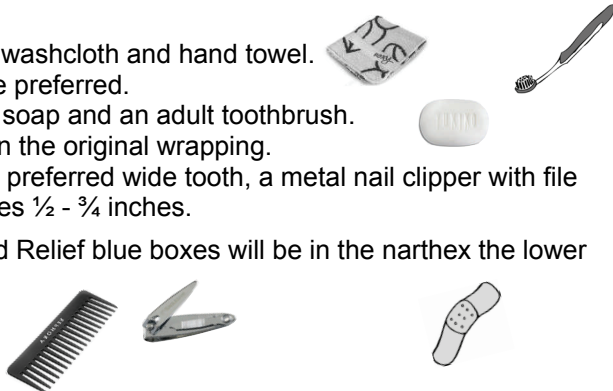 washcloth and hand towel.
e preferred.
soap and an adult toothbrush.
n the original wrapping.
preferred wide tooth, a metal nail clipper with file
es ½ - ¾ inches.
d Relief blue boxes will be in the narthex the lower